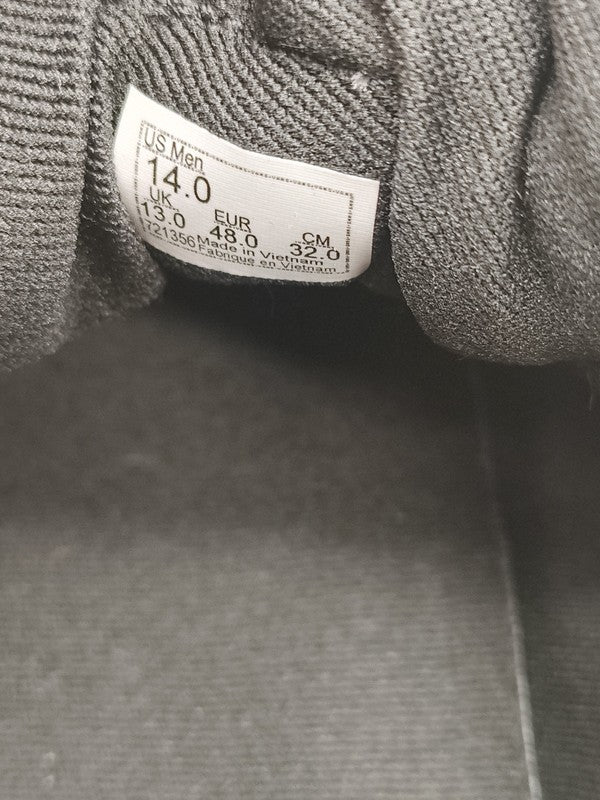 US Men
14.0
UK EUR CM
13.0 48.0 32.0
1721356 Made in Vietnam
Fabrique en Vietnam